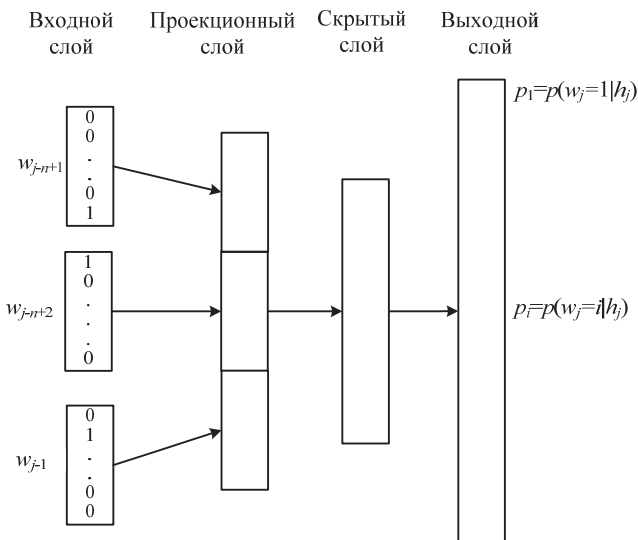 Входной слой
Проекционный слой
Скрытый слой
Выходной слой
p₁=p(wⱼ=1|hⱼ)
0
0
.
.
0
1
wⱼ₋ₙ₊₁
1
0
.
.
.
0
wⱼ₋ₙ₊₂
pᵢ=p(wⱼ=i|hⱼ)
0
1
.
.
0
0
wⱼ₋₁